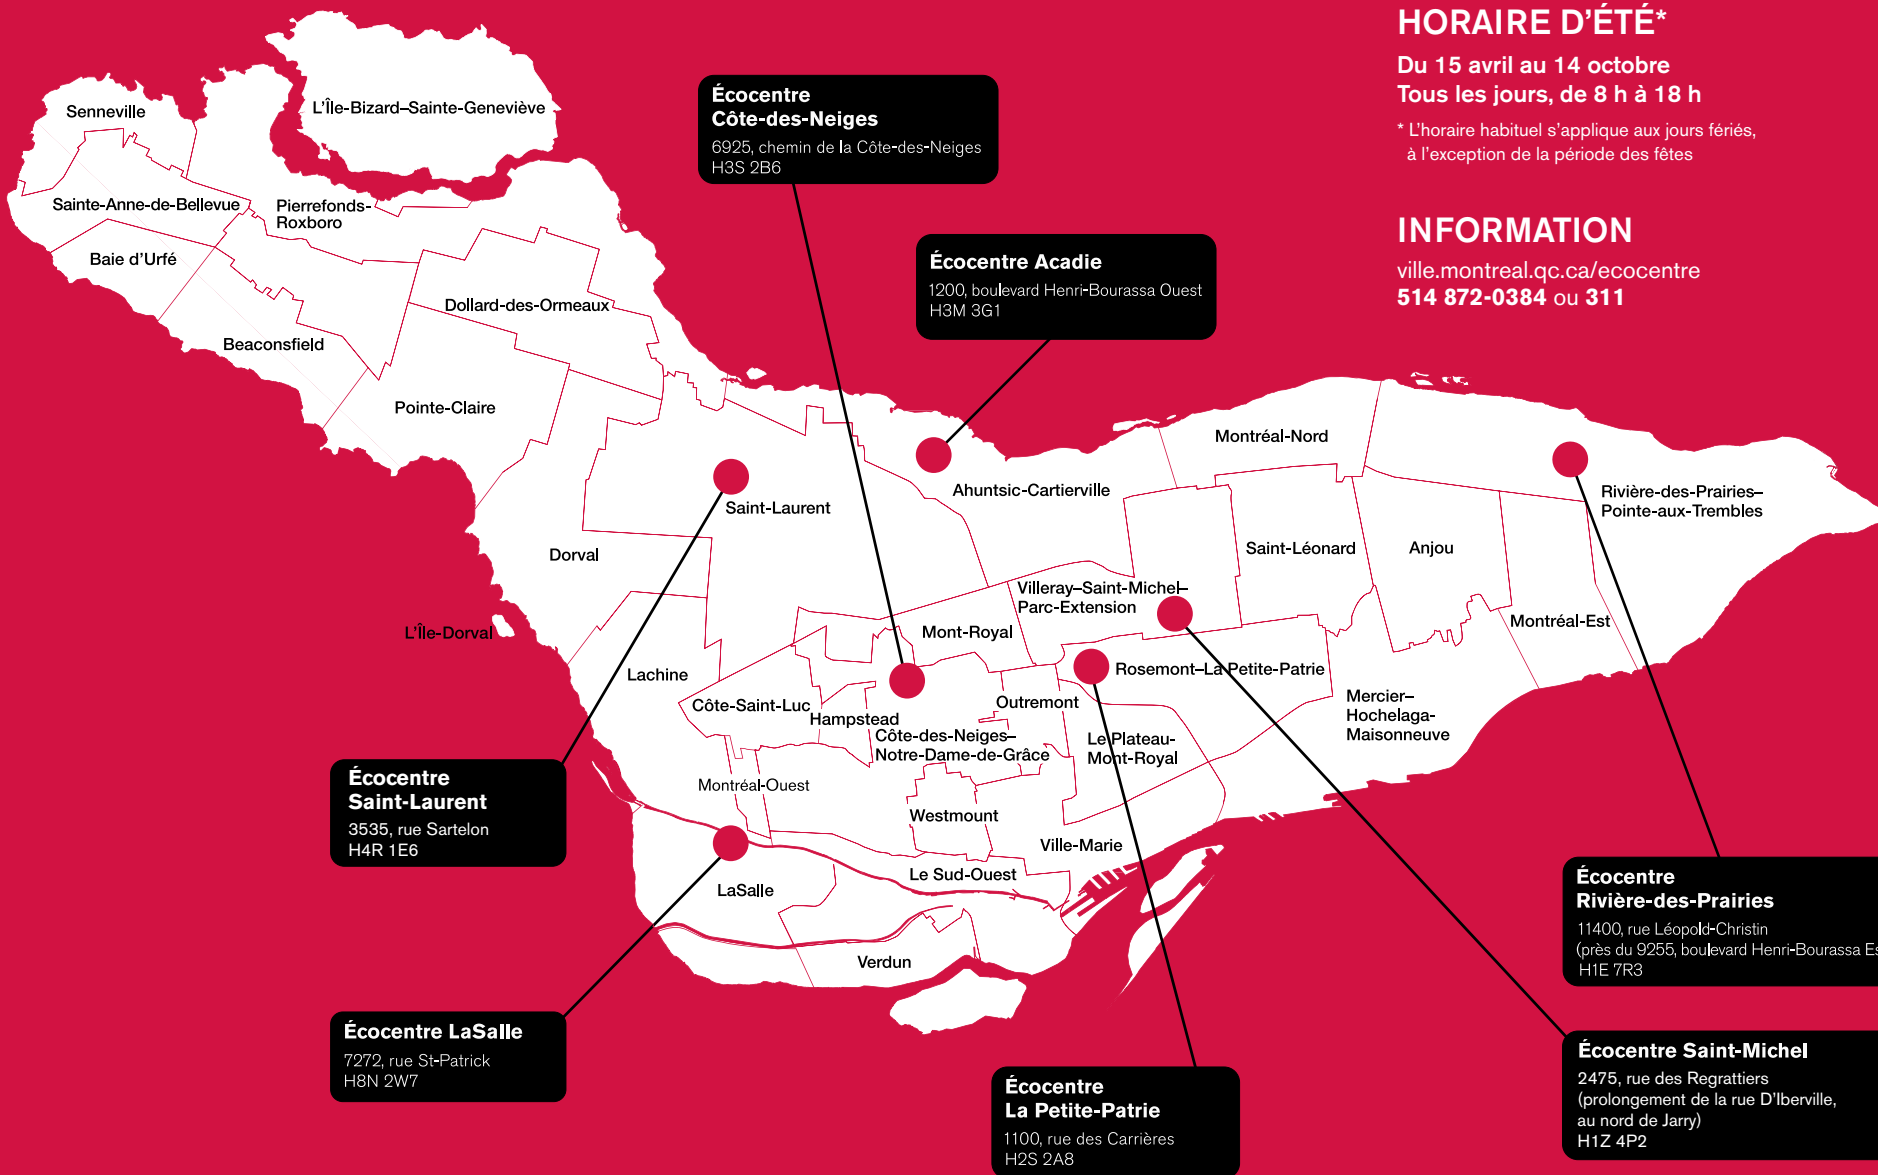 HORAIRE D'ÉTÉ*
Du 15 avril au 14 octobre
Tous les jours, de 8 h à 18 h
* L'horaire habituel s'applique aux jours fériés,
à l'exception de la période des fêtes
INFORMATION
ville.montreal.qc.ca/ecocentre
514 872-0384 ou 311
Écocentre
Côte-des-Neiges
6925, chemin de la Côte-des-Neiges
H3S 2B6
Écocentre Acadie
1200, boulevard Henri-Bourassa Ouest
H3M 3G1
L'Île-Bizard–Sainte-Geneviève
Senneville
Sainte-Anne-de-Bellevue
Pierrefonds-
Roxboro
Baie d'Urfé
Dollard-des-Ormeaux
Beaconsfield
Pointe-Claire
Montréal-Nord
Ahuntsic-Cartierville
Rivière-des-Prairies–
Pointe-aux-Trembles
Saint-Laurent
Dorval
Saint-Léonard
Anjou
Villeray–Saint-Michel–
Parc-Extension
Montréal-Est
L'Île-Dorval
Mont-Royal
Lachine
Rosemont–La Petite-Patrie
Côte-Saint-Luc
Hampstead
Outremont
Mercier–
Hochelaga-
Maisonneuve
Côte-des-Neiges–
Notre-Dame-de-Grâce
Le Plateau-
Mont-Royal
Montréal-Ouest
Westmount
Ville-Marie
Le Sud-Ouest
LaSalle
Verdun
Écocentre
Saint-Laurent
3535, rue Sartelon
H4R 1E6
Écocentre LaSalle
7272, rue St-Patrick
H8N 2W7
Écocentre
La Petite-Patrie
1100, rue des Carrières
H2S 2A8
Écocentre
Rivière-des-Prairies
11400, rue Léopold-Christin
(près du 9255, boulevard Henri-Bourassa Es
H1E 7R3
Écocentre Saint-Michel
2475, rue des Regrattiers
(prolongement de la rue D'Iberville,
au nord de Jarry)
H1Z 4P2